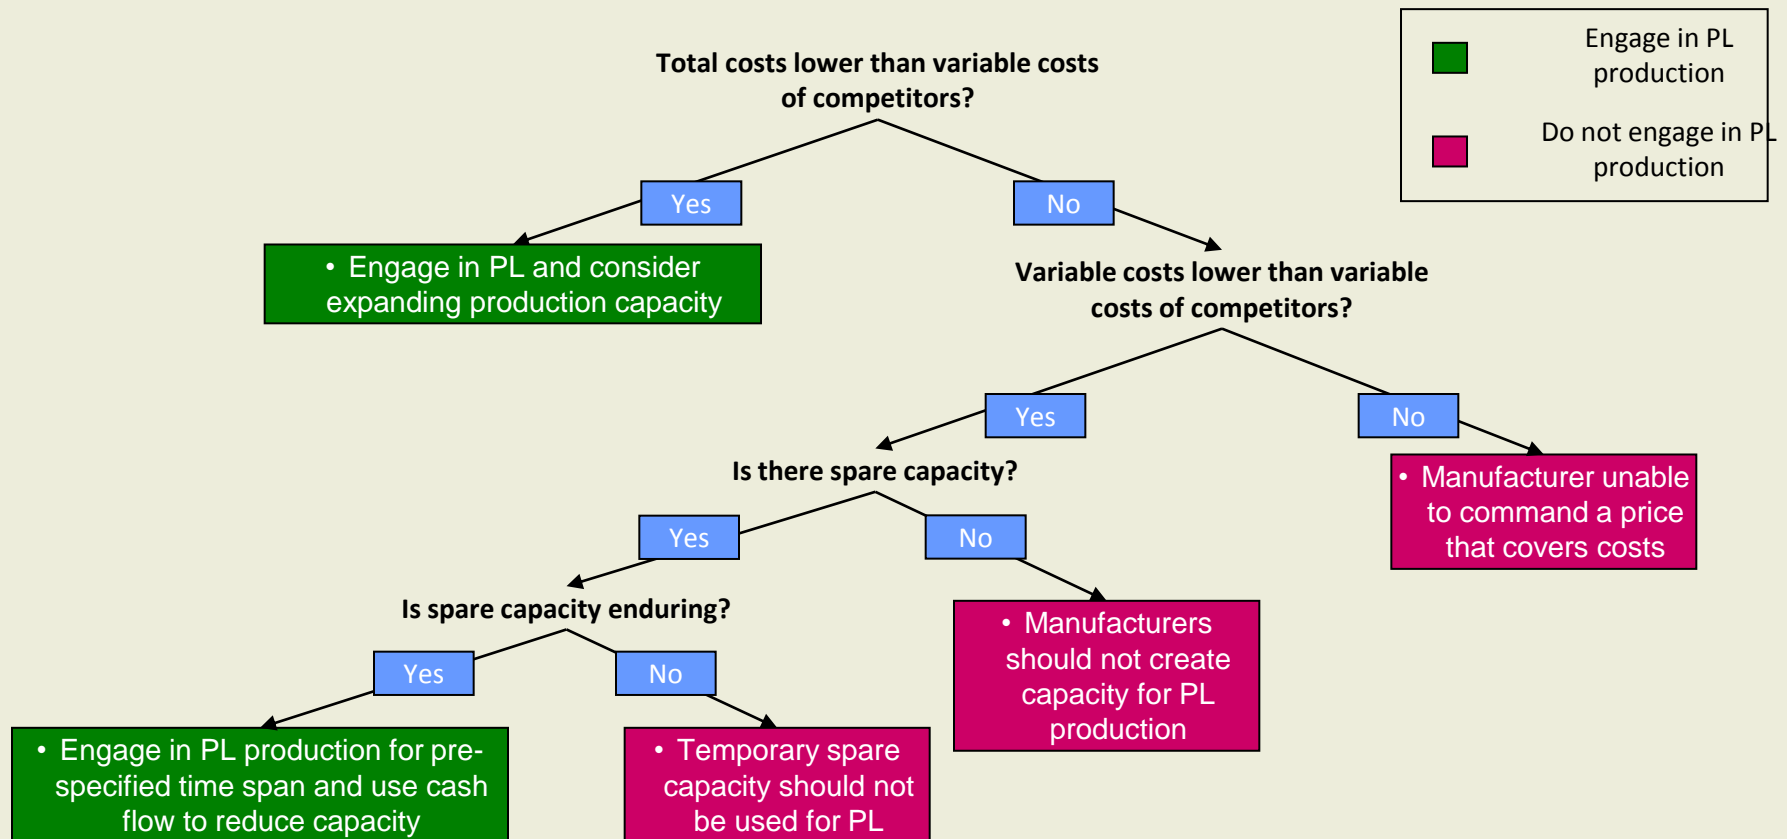 Engage in PL
production
Do not engage in PL
production
Total costs lower than variable costs
of competitors?
Yes
No
• Engage in PL and consider
expanding production capacity
Variable costs lower than variable
costs of competitors?
Yes
No
Is there spare capacity?
• Manufacturer unable
to command a price
that covers costs
Yes
No
Is spare capacity enduring?
• Manufacturers
should not create
capacity for PL
production
Yes
No
• Engage in PL production for pre-
specified time span and use cash
flow to reduce capacity
• Temporary spare
capacity should not
be used for PL